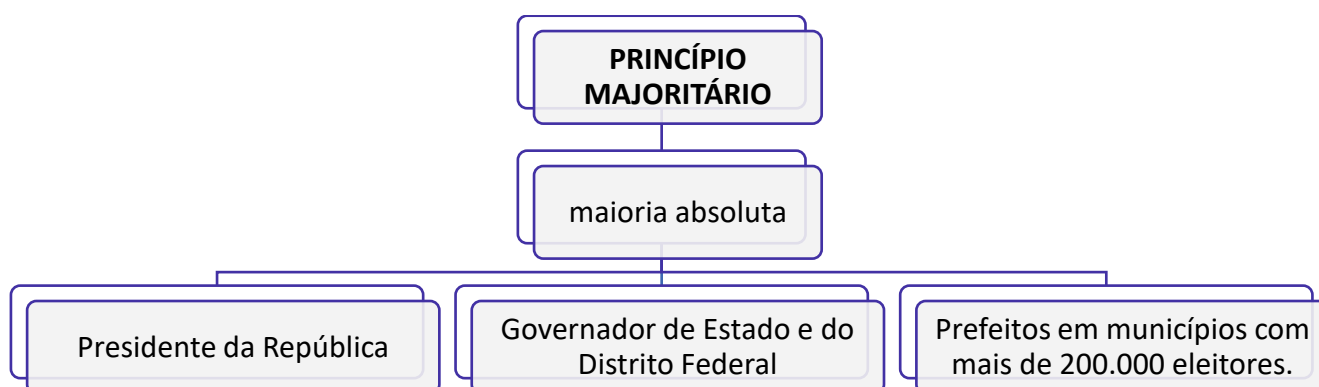 PRINCÍPIO
MAJORITÁRIO
maioria absoluta
Presidente da República
Governador de Estado e do
Distrito Federal
Prefeitos em municípios com
mais de 200.000 eleitores.